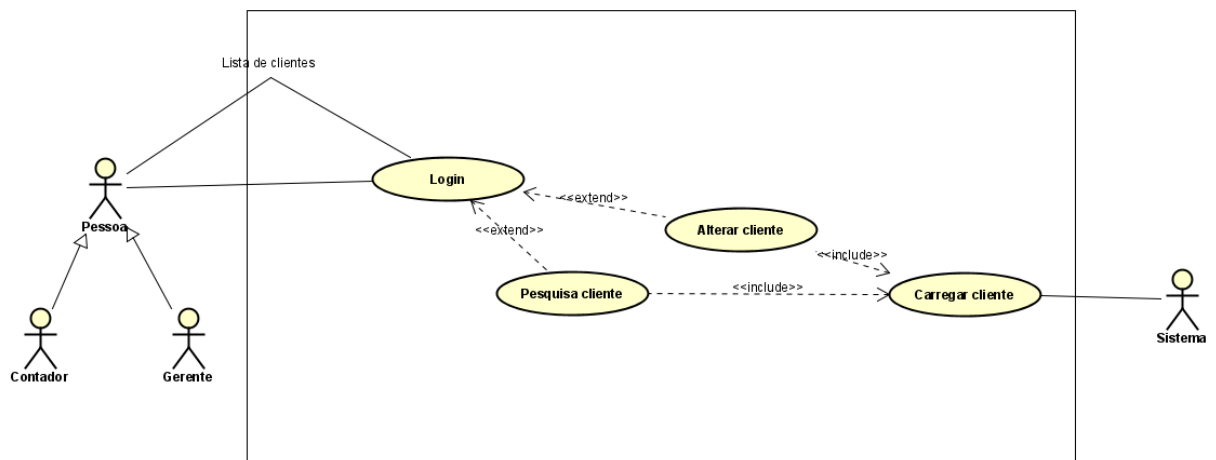 Lista de clientes
Login
<<extend>>
Pessoa
Alterar cliente
<<extend>>
<<include>>
Pesquisa cliente
<<include>>
Carregar cliente
Sistema
Contador
Gerente